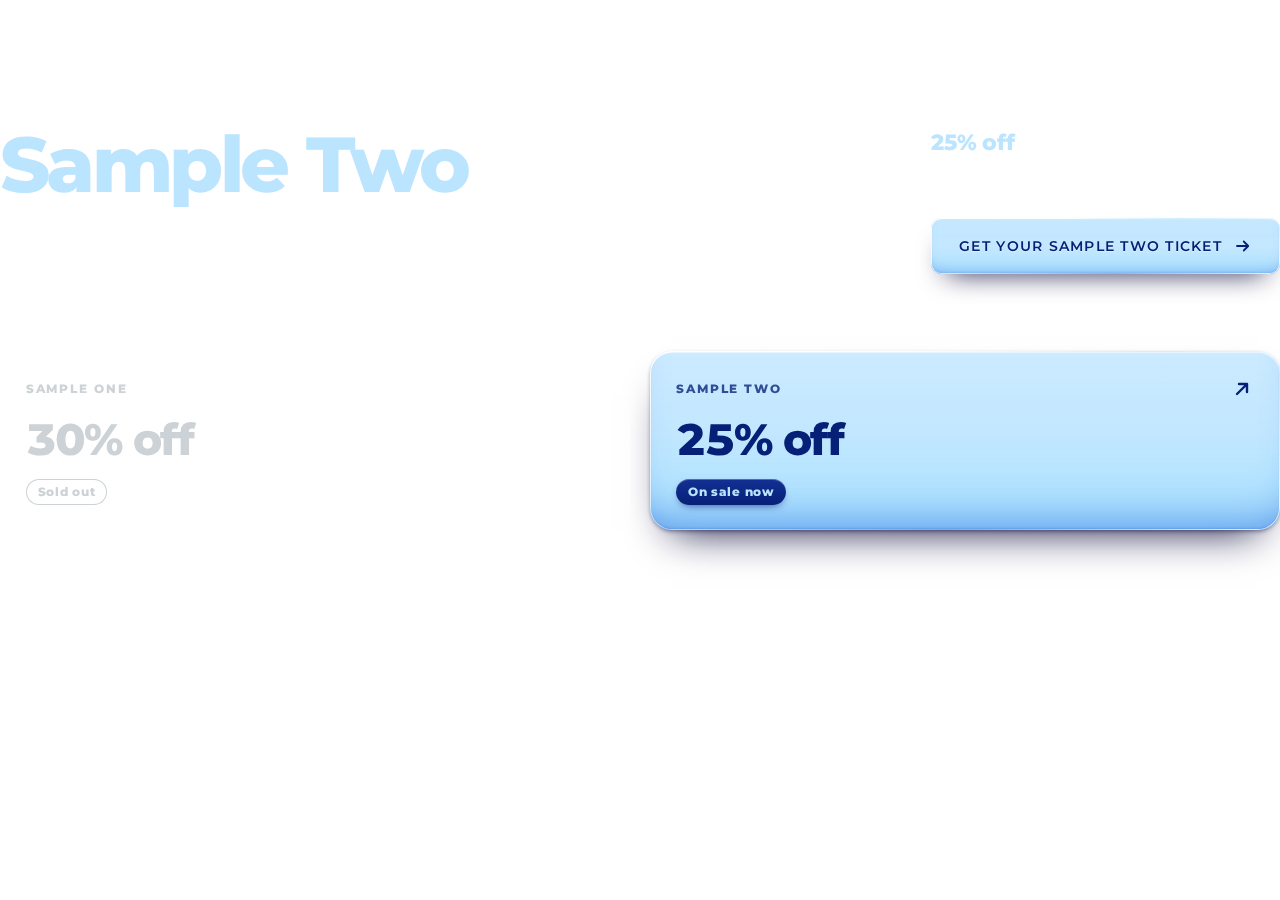 Sample Two
25% off
GET YOUR SAMPLE TWO TICKET
SAMPLE ONE
30% off
Sold out
SAMPLE TWO
25% off
On sale now